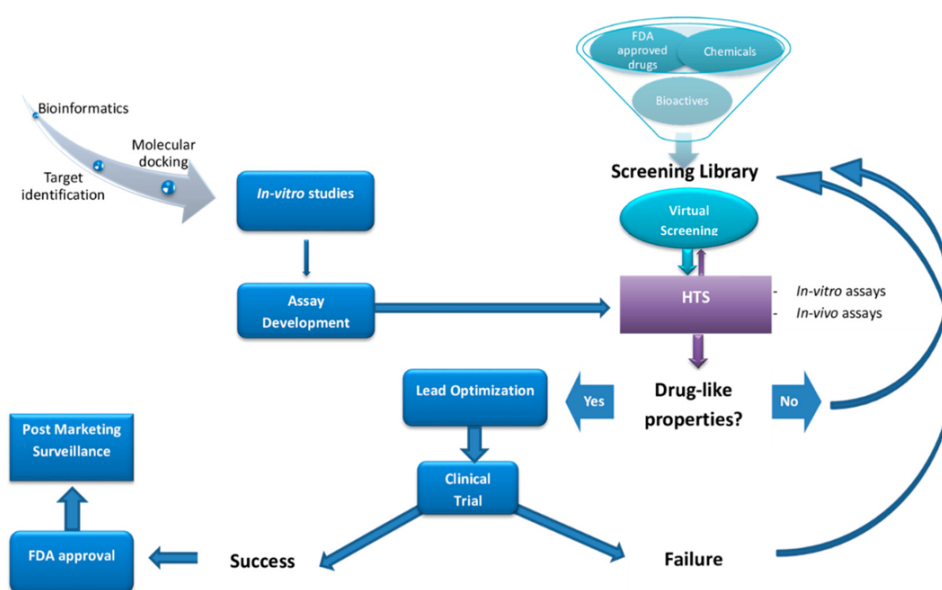 FDA
approved
drugs
Chemicals
Bioactives
Bioinformatics
Molecular
docking
Target
identification
Screening Library
In-vitro studies
Virtual
Screening
HTS
- In-vitro assays
- In-vivo assays
Assay
Development
Lead Optimization
Yes
Drug-like
properties?
No
Post Marketing
Surveillance
Clinical
Trial
FDA approval
Success
Failure